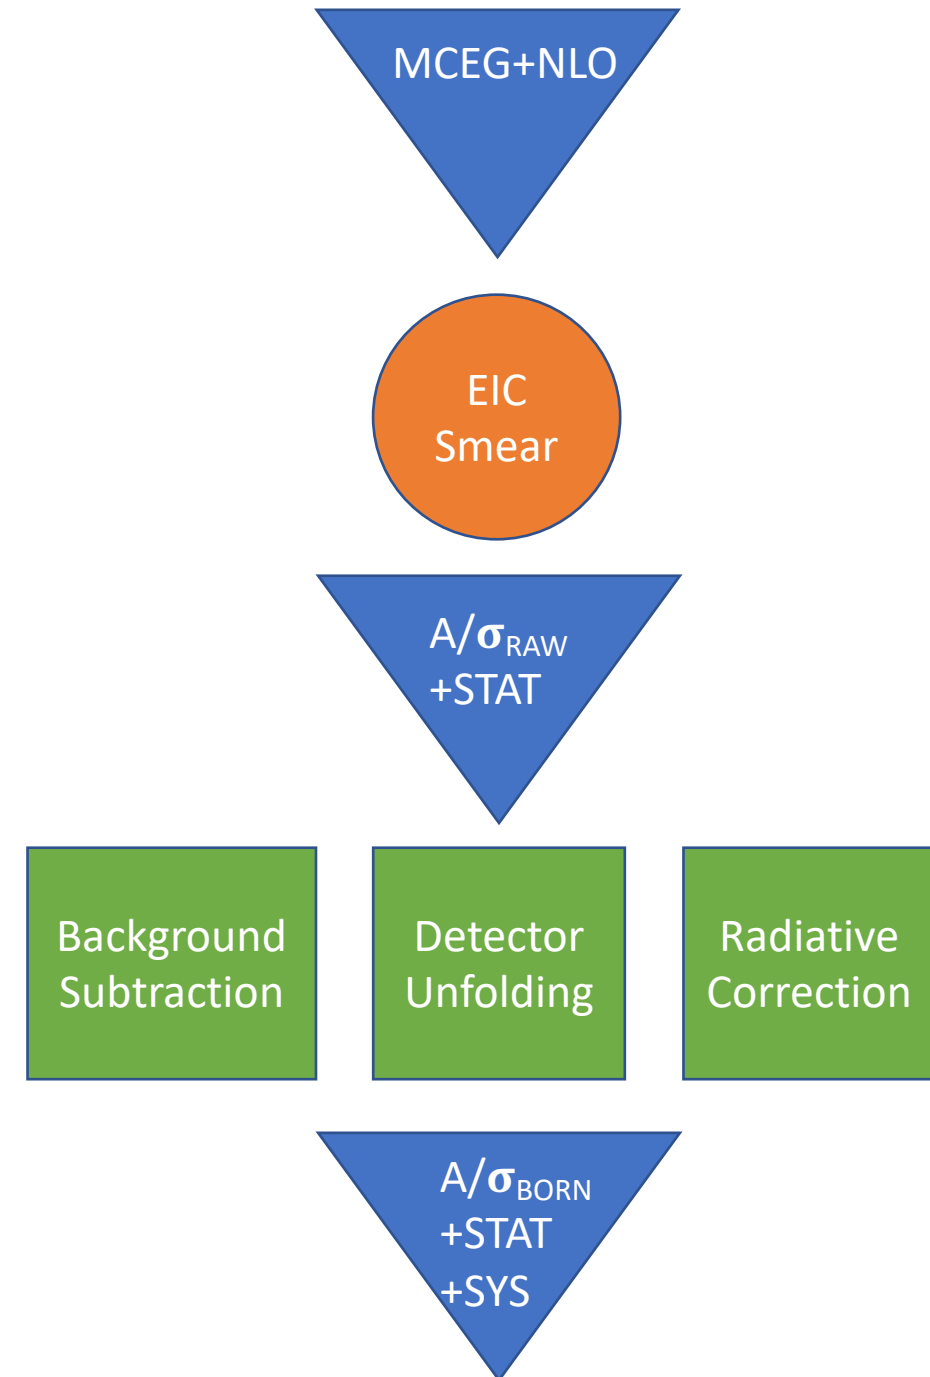 MCEG+NLO
EIC
Smear
A/σRAW
+STAT
Background
Subtraction
Detector
Unfolding
Radiative
Correction
A/σBORN
+STAT
+SYS